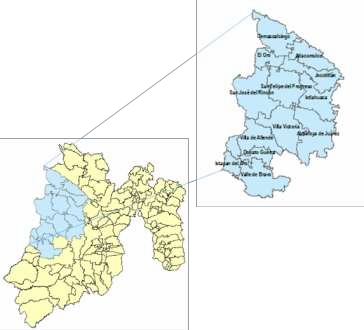 Temascalcingo
El Oro
Atlacomulco
Jocotitlán
San Felipe del Progreso
San José del Rincón
Ixtlahuaca
Villa Victoria
Almoloya de Juárez
Villa de Allende
Donato Guerra
Ixtapan del Oro
Valle de Bravo